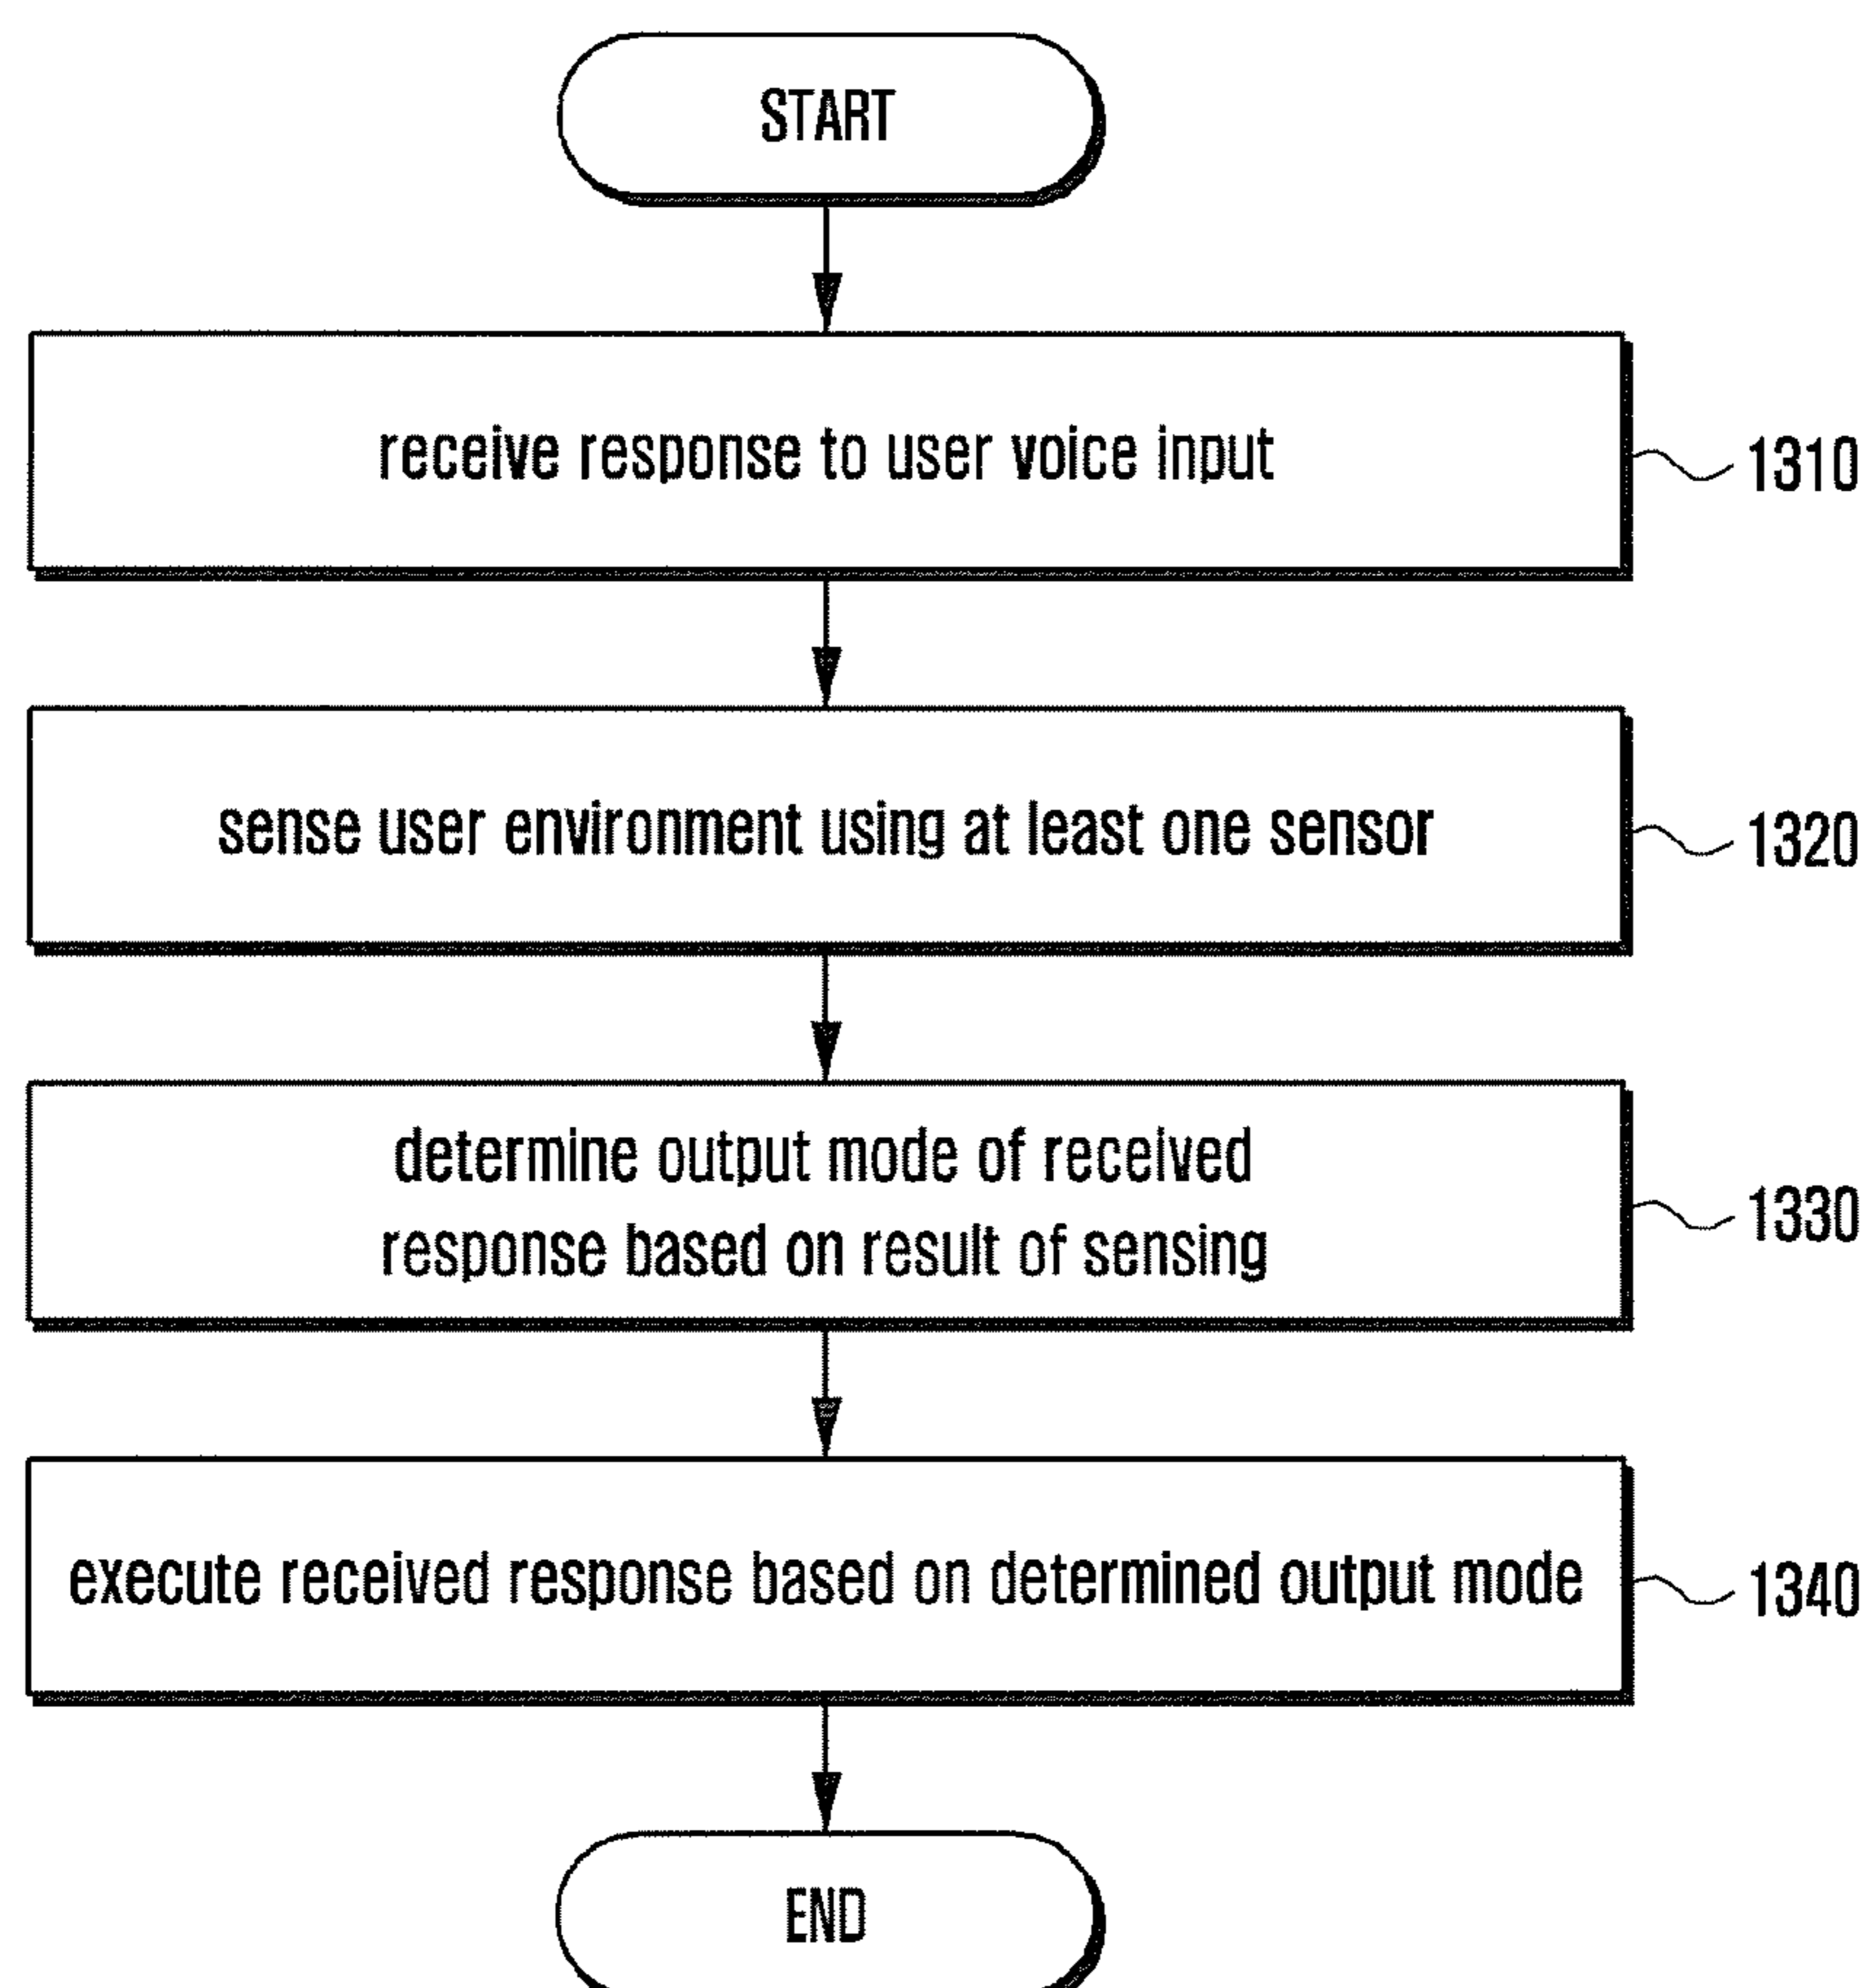 START
receive response to user voice input
1310
sense user environment using at least one sensor
1320
determine output mode of received
response based on result of sensing
1330
execute received response based on determined output mode
1340
END